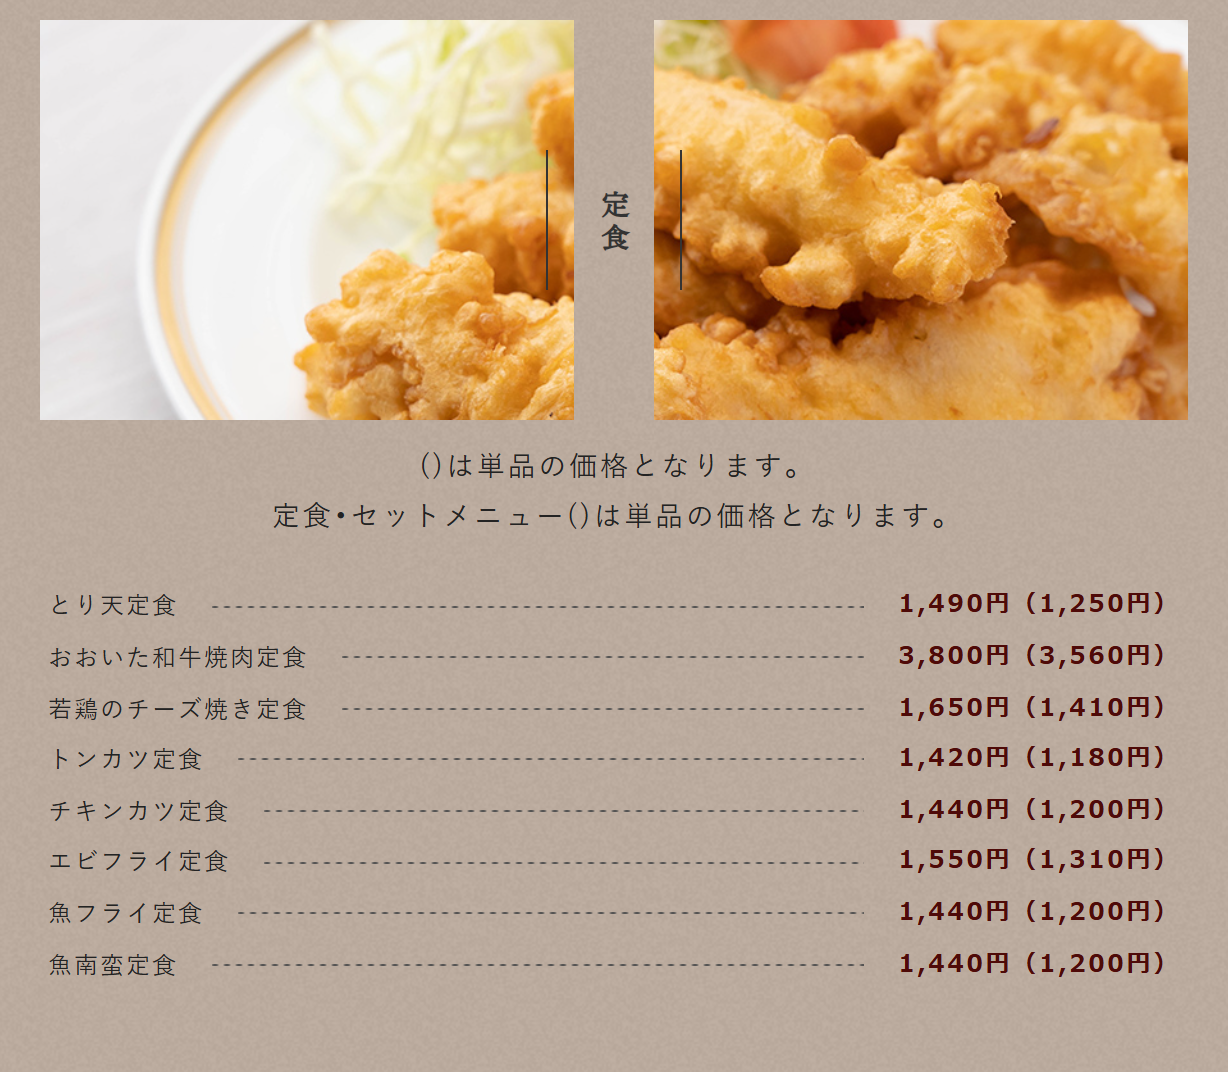 定食
()は単品の価格となります。
定食・セットメニュー()は単品の価格となります。
とり天定食 1,490円（1,250円）
おおいた和牛焼肉定食 3,800円（3,560円）
若鶏のチーズ焼き定食 1,650円（1,410円）
トンカツ定食 1,420円（1,180円）
チキンカツ定食 1,440円（1,200円）
エビフライ定食 1,550円（1,310円）
魚フライ定食 1,440円（1,200円）
魚南蛮定食 1,440円（1,200円）